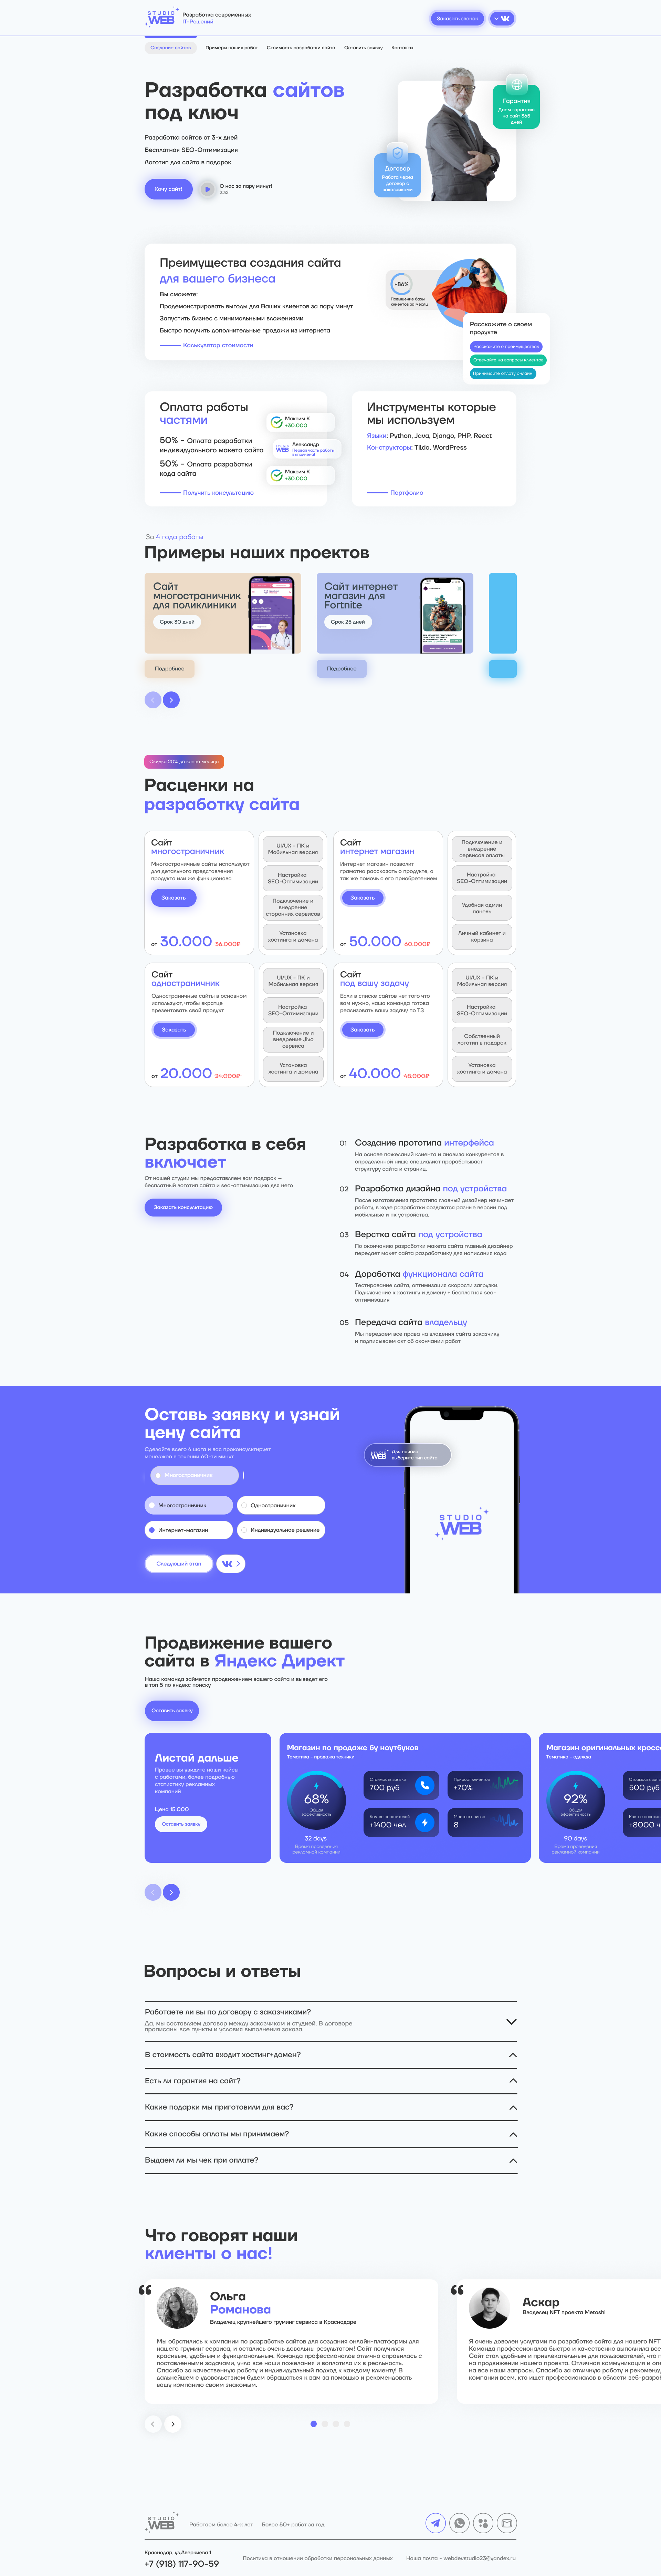 STUDIO
WEB
Разработка современных
IT-Решений
Заказать звонок
Создание сайтов
Примеры наших работ
Стоимость разработки сайта
Оставить заявку
Контакты
Разработка сайтов
под ключ
Разработка сайтов от 3-х дней
Бесплатная SEO-Оптимизация
Логотип для сайта в подарок
Хочу сайт!
О нас за пару минут!
2:32
Гарантия
Даем гарантию
на сайт 365
дней
Договор
Работа через
договор с
заказчиками
Преимущества создания сайта
для вашего бизнеса
Вы сможете:
Продемонстрировать выгоды для Ваших клиентов за пару минут
Запустить бизнес с минимальными вложениями
Быстро получить дополнительные продажи из интернета
Калькулятор стоимости
+86%
Повышение базы
клиентов за месяц
Расскажите о своем
продукте
Расскажите о преимуществах
Отвечайте на вопросы клиентов
Принимайте оплату онлайн
Оплата работы
частями
50% - Оплата разработки
индивидуального макета сайта
50% - Оплата разработки
кода сайта
Получить консультацию
Максим К
+30.000
Александр
Первая часть работы
выполнена!
Максим К
+30.000
Инструменты которые
мы используем
Языки: Python, Java, Django, PHP, React
Конструкторы: Tilda, WordPress
Портфолио
За 4 года работы
Примеры наших проектов
Сайт
многостраничник
для поликлиники
Срок 30 дней
Подробнее
Сайт интернет
магазин для
Fortnite
Срок 25 дней
Подробнее
Скидка 20% до конца месяца
Расценки на
разработку сайта
Сайт
многостраничник
Многостраничные сайты используют
для детального представления
продукта или же функционала
Заказать
от 30.000 36.000₽
UI/UX - ПК и
Мобильная версия
Настройка
SEO-Оптимизации
Подключение и
внедрение
сторонних сервисов
Установка
хостинга и домена
Сайт
интернет магазин
Интернет магазин позволит
грамотно рассказать о продукте, а
так же помочь с его приобретением
Заказать
от 50.000 60.000₽
Подключение и
внедрение
сервисов оплаты
Настройка
SEO-Оптимизации
Удобная админ
панель
Личный кабинет и
корзина
Сайт
одностраничник
Одностраничные сайты в основном
используют, чтобы вкратце
презентовать свой продукт
Заказать
от 20.000 24.000₽
UI/UX - ПК и
Мобильная версия
Настройка
SEO-Оптимизации
Подключение и
внедрение Jivo
сервиса
Установка
хостинга и домена
Сайт
под вашу задачу
Если в списке сайтов нет того что
вам нужно, наша команда готова
реализовать вашу задачу по ТЗ
Заказать
от 40.000 48.000₽
UI/UX - ПК и
Мобильная версия
Настройка
SEO-Оптимизации
Собственный
логотип в подарок
Установка
хостинга и домена
Разработка в себя
включает
От нашей студии мы предоставляем вам подарок –
бесплатный логотип сайта и seo-оптимизацию для него
Заказать консультацию
01 Создание прототипа интерфейса
На основе пожеланий клиента и анализа конкурентов в
определенной нише специалист прорабатывает
структуру сайта и страниц.
02 Разработка дизайна под устройства
После изготовления прототипа главный дизайнер начинает
работу, в ходе разработки создаются разные версии под
мобильные и пк устройства.
03 Верстка сайта под устройства
По окончанию разработки макета сайта главный дизайнер
передает макет сайта разработчику для написания кода
04 Доработка функционала сайта
Тестирование сайта, оптимизация скорости загрузки.
Подключение к хостингу и домену + бесплатная seo-
оптимизация
05 Передача сайта владельцу
Мы передаем все права на владения сайта заказчику
и подписываем акт об окончании работ
Оставь заявку и узнай
цену сайта
Сделайте всего 4 шага и вас проконсультирует
менеджер в течении 60-ти минут
Многостраничник
Многостраничник
Одностраничник
Интернет-магазин
Индивидуальное решение
Следующий этап
STUDIO
WEB
Для начала
выберите тип сайта
STUDIO
WEB
Продвижение вашего
сайта в Яндекс Директ
Наша команда займется продвижением вашего сайта и выведет его
в топ 5 по яндекс поиску
Оставить заявку
Листай дальше
Провее вы увидите наши кейсы
с работами, более подробную
статистику рекламных
компаний
Цена 15.000
Оставить заявку
Магазин по продаже бу ноутбуков
Тематика - продажа техники
68%
Общая
эффективность
32 days
Время проведения
рекламной компании
Стоимость заявки
700 руб
Прирост клиентов
+70%
Кол-во посетителей
+1400 чел
Место в поиске
8
Магазин оригинальных кроссо
Тематика - одежда
92%
Общая
эффективность
90 days
Время проведения
рекламной компании
Стоимость заяв
500 руб
Кол-во посетит
+8000 ч
Вопросы и ответы
Работаете ли вы по договору с заказчиками?
Да, мы составляем договор между заказчиком и студией. В договоре
прописаны все пункты и условия выполнения заказа.
В стоимость сайта входит хостинг+домен?
Есть ли гарантия на сайт?
Какие подарки мы приготовили для вас?
Какие способы оплаты мы принимаем?
Выдаем ли мы чек при оплате?
Что говорят наши
клиенты о нас!
Ольга
Романова
Владелец крупнейшего груминг сервиса в Краснодаре
Мы обратились к компании по разработке сайтов для создания онлайн-платформы для
нашего груминг сервиса, и остались очень довольны результатом! Сайт получился
красивым, удобным и функциональным. Команда профессионалов отлично справилась с
поставленными задачами, учла все наши пожелания и воплотила их в реальность.
Спасибо за качественную работу и индивидуальный подход к каждому клиенту! В
дальнейшем с удовольствием будем обращаться к вам за помощью и рекомендовать
вашу компанию своим знакомым.
Аскар
Владелец NFT проекта Metoshi
Я очень доволен услугами по разработке сайта для нашего NFT
Команда профессионалов быстро и качественно выполнила все
Сайт стал удобным и привлекательным для пользователей, что п
на продвижении нашего проекта. Отличная коммуникация и опе
на все наши запросы. Спасибо за отличную работу и рекоменду
компании всем, кто ищет профессионалов в области веб-разраб
STUDIO
WEB
Работаем более 4-х лет
Более 50+ работ за год
Краснодар, ул.Аверкиева 1
+7 (918) 117-90-59
Политика в отношении обработки персональных данных
Наша почта - webdevstudio23@yandex.ru